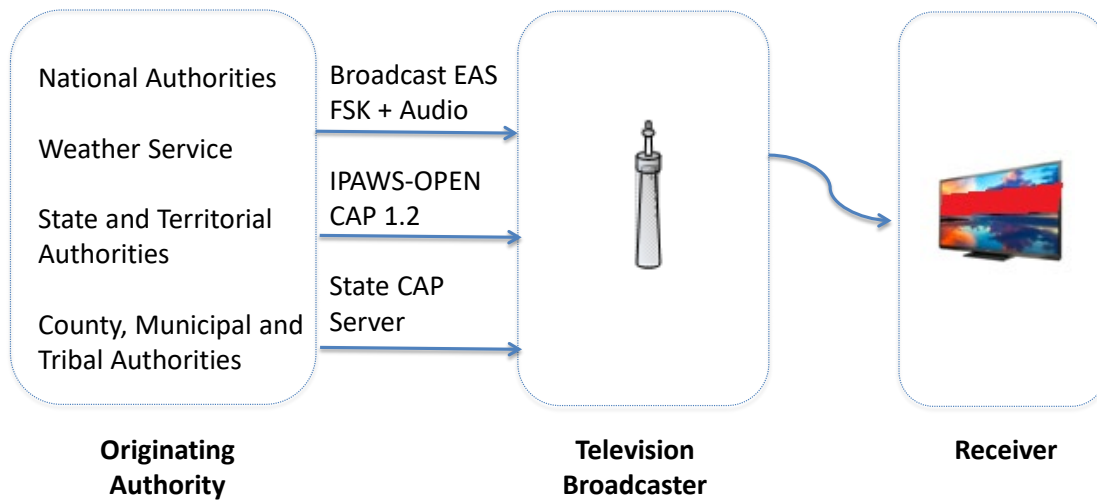 National Authorities
Weather Service
State and Territorial
Authorities
County, Municipal and
Tribal Authorities
Broadcast EAS
FSK + Audio
IPAWS-OPEN
CAP 1.2
State CAP
Server
Originating
Authority
Television
Broadcaster
Receiver